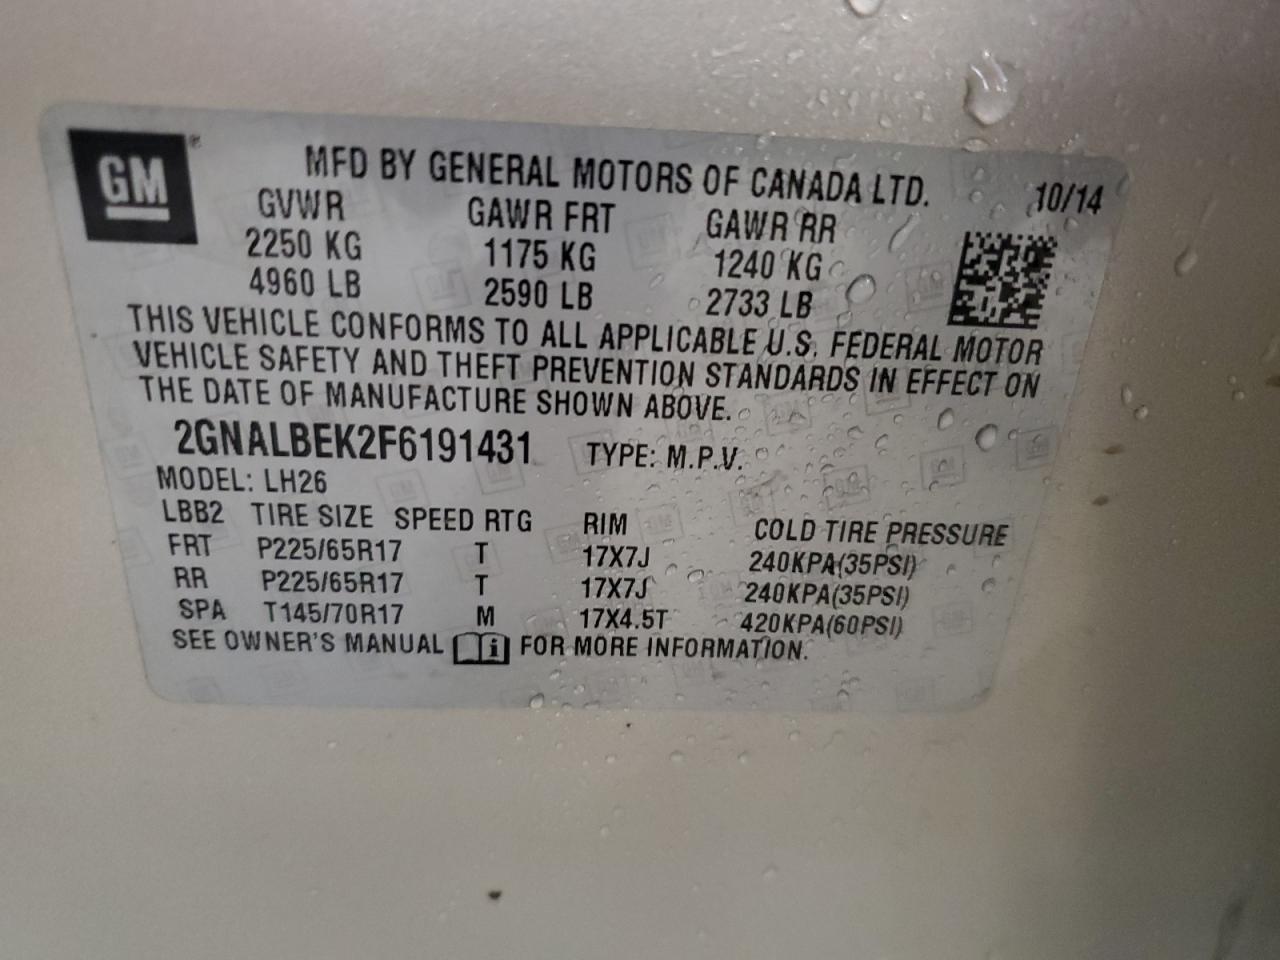 GM®
MFD BY GENERAL MOTORS OF CANADA LTD. 10/14
GVWR GAWR FRT GAWR RR
2250 KG 1175 KG 1240 KG
4960 LB 2590 LB 2733 LB
THIS VEHICLE CONFORMS TO ALL APPLICABLE U.S. FEDERAL MOTOR
VEHICLE SAFETY AND THEFT PREVENTION STANDARDS IN EFFECT ON
THE DATE OF MANUFACTURE SHOWN ABOVE.
2GNALBEK2F6191431 TYPE: M.P.V.
MODEL: LH26
LBB2 TIRE SIZE SPEED RTG RIM COLD TIRE PRESSURE
FRT P225/65R17 T 17X7J 240KPA(35PSI)
RR P225/65R17 T 17X7J 240KPA(35PSI)
SPA T145/70R17 M 17X4.5T 420KPA(60PSI)
SEE OWNER'S MANUAL i FOR MORE INFORMATION.